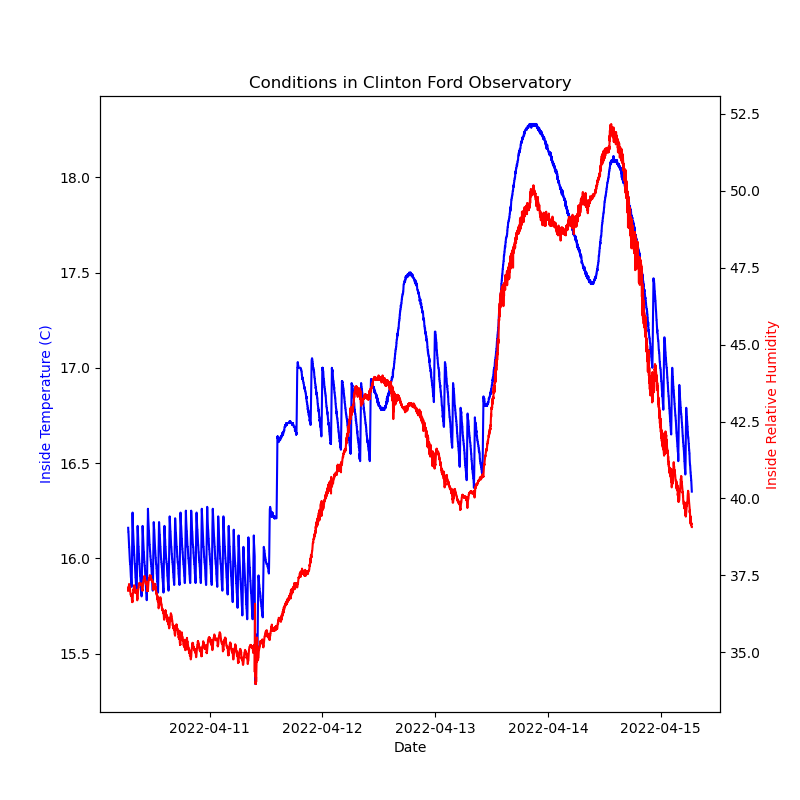 Conditions in Clinton Ford Observatory
Inside Temperature (C)
18.0
17.5
17.0
16.5
16.0
15.5
52.5
50.0
47.5
45.0
42.5
40.0
37.5
35.0
Inside Relative Humidity
2022-04-11 2022-04-12 2022-04-13 2022-04-14 2022-04-15
Date